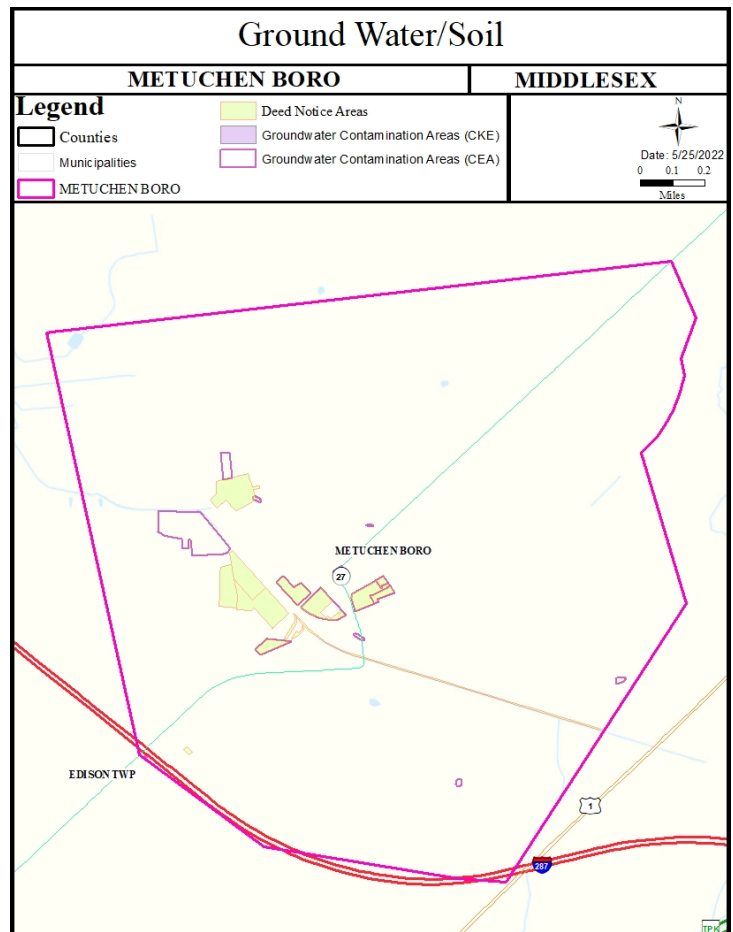 Ground Water/Soil
METUCHEN BORO
MIDDLESEX
Legend
Counties
Municipalities
METUCHEN BORO
Deed Notice Areas
Groundwater Contamination Areas (CKE)
Groundwater Contamination Areas (CEA)
N
Date: 5/25/2022
0 0.1 0.2
Miles
METUCHEN BORO
27
EDISON TWP
1
287
TPK